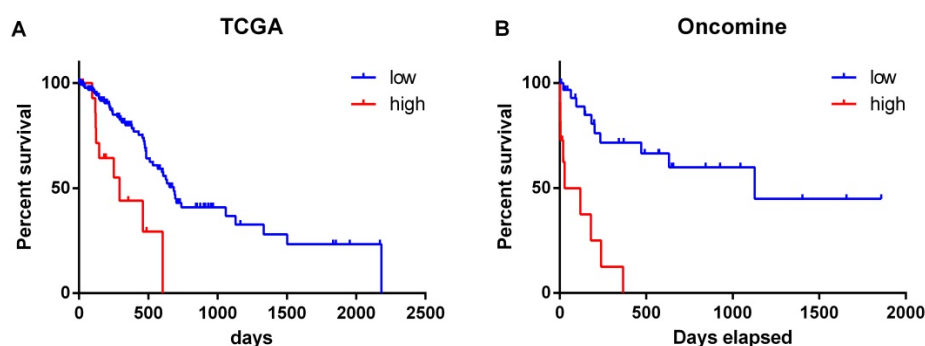 A
TCGA
Percent survival
100
50
0
low
high
0 500 1000 1500 2000 2500
days
B
Oncomine
Percent survival
100
50
0
low
high
0 500 1000 1500 2000
Days elapsed